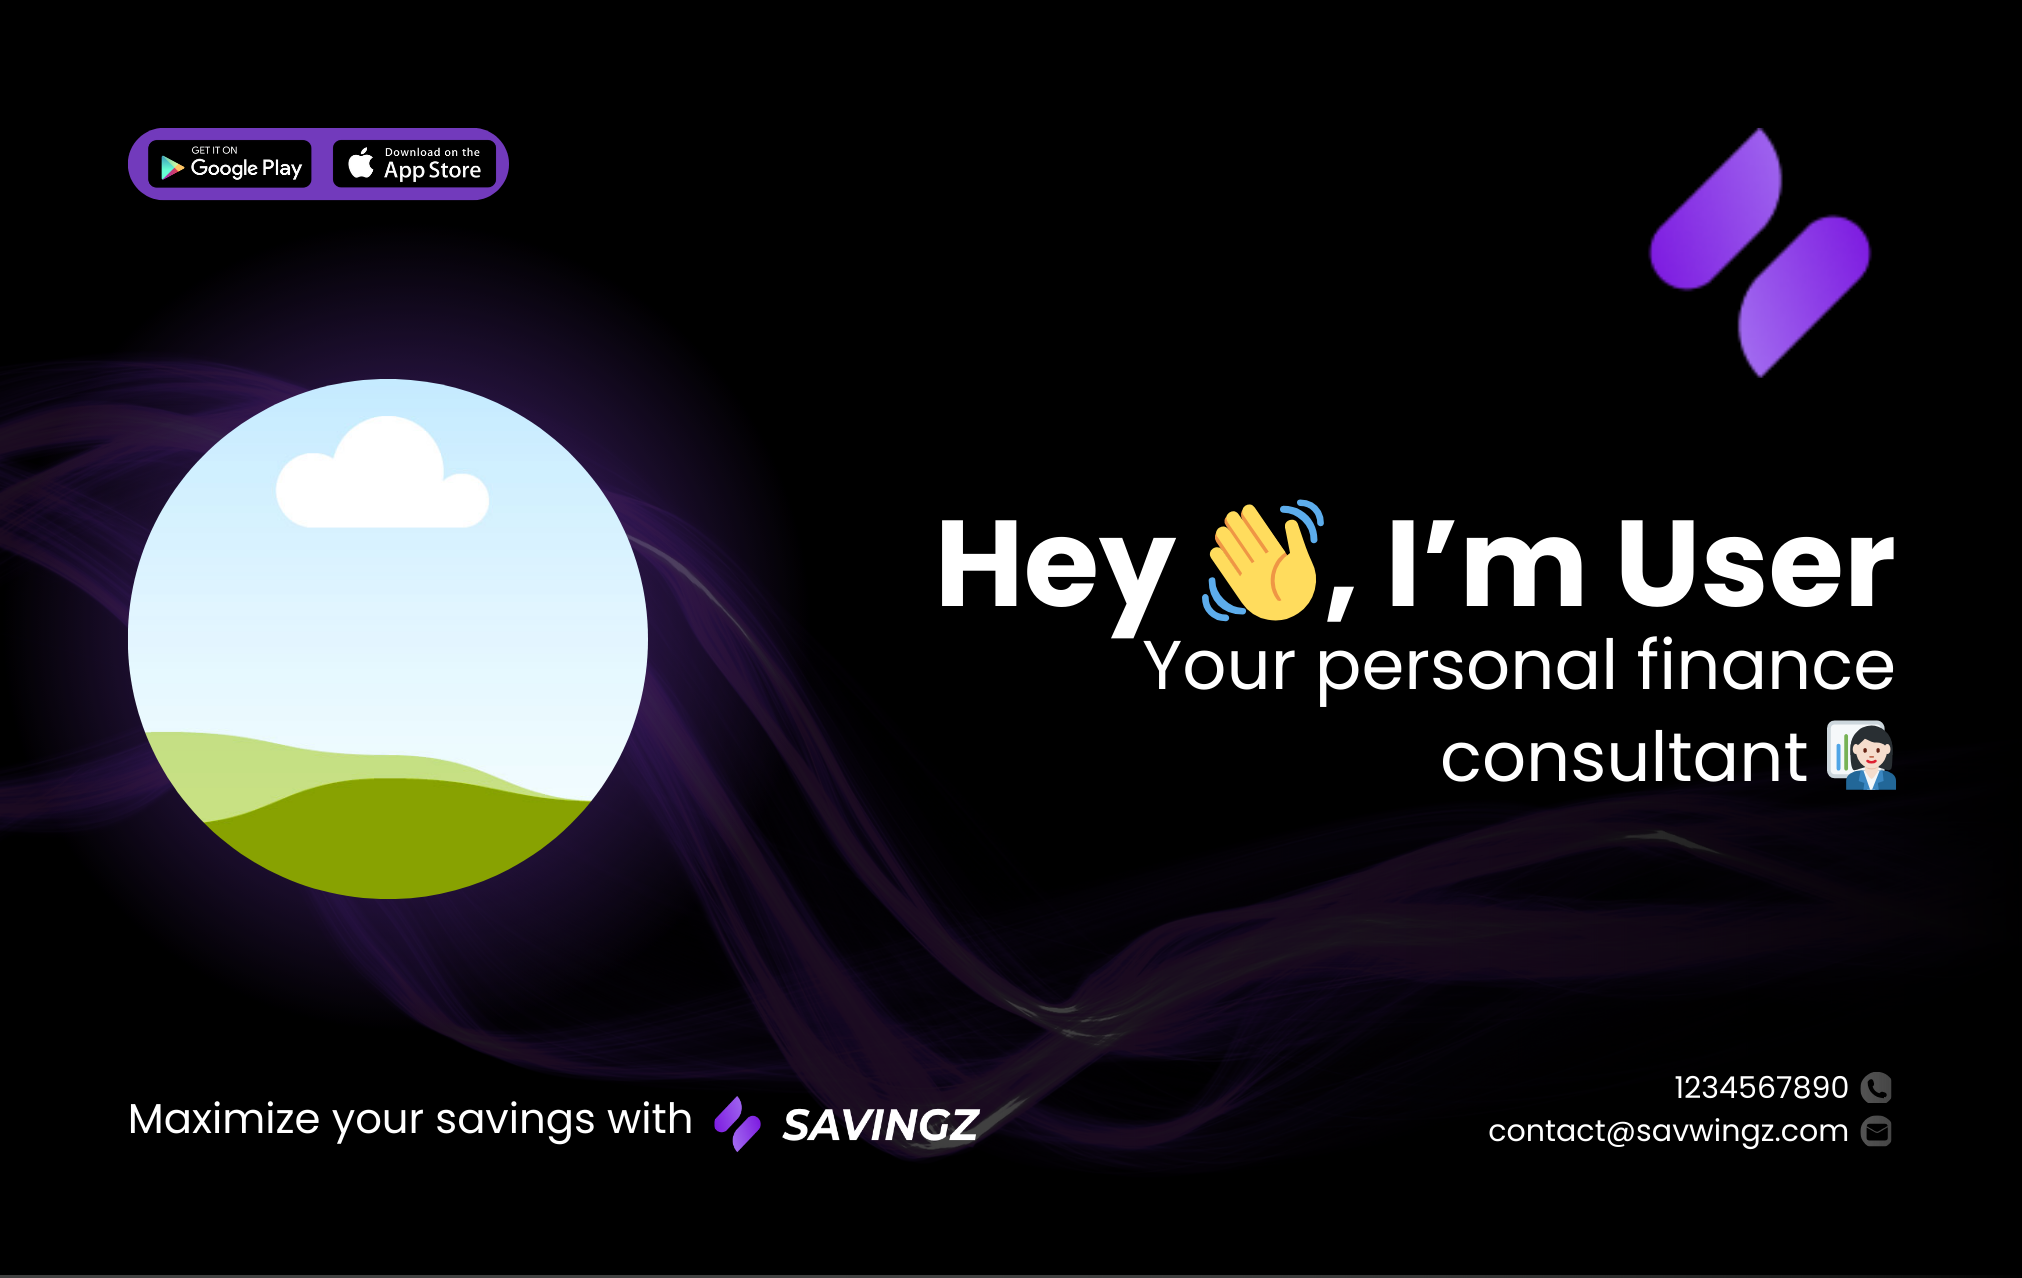 GET IT ON
Google Play
Download on the
App Store
Hey 👋, I’m User
Your personal finance
consultant 👩‍💼
Maximize your savings with SAVINGZ
1234567890
contact@savwingz.com